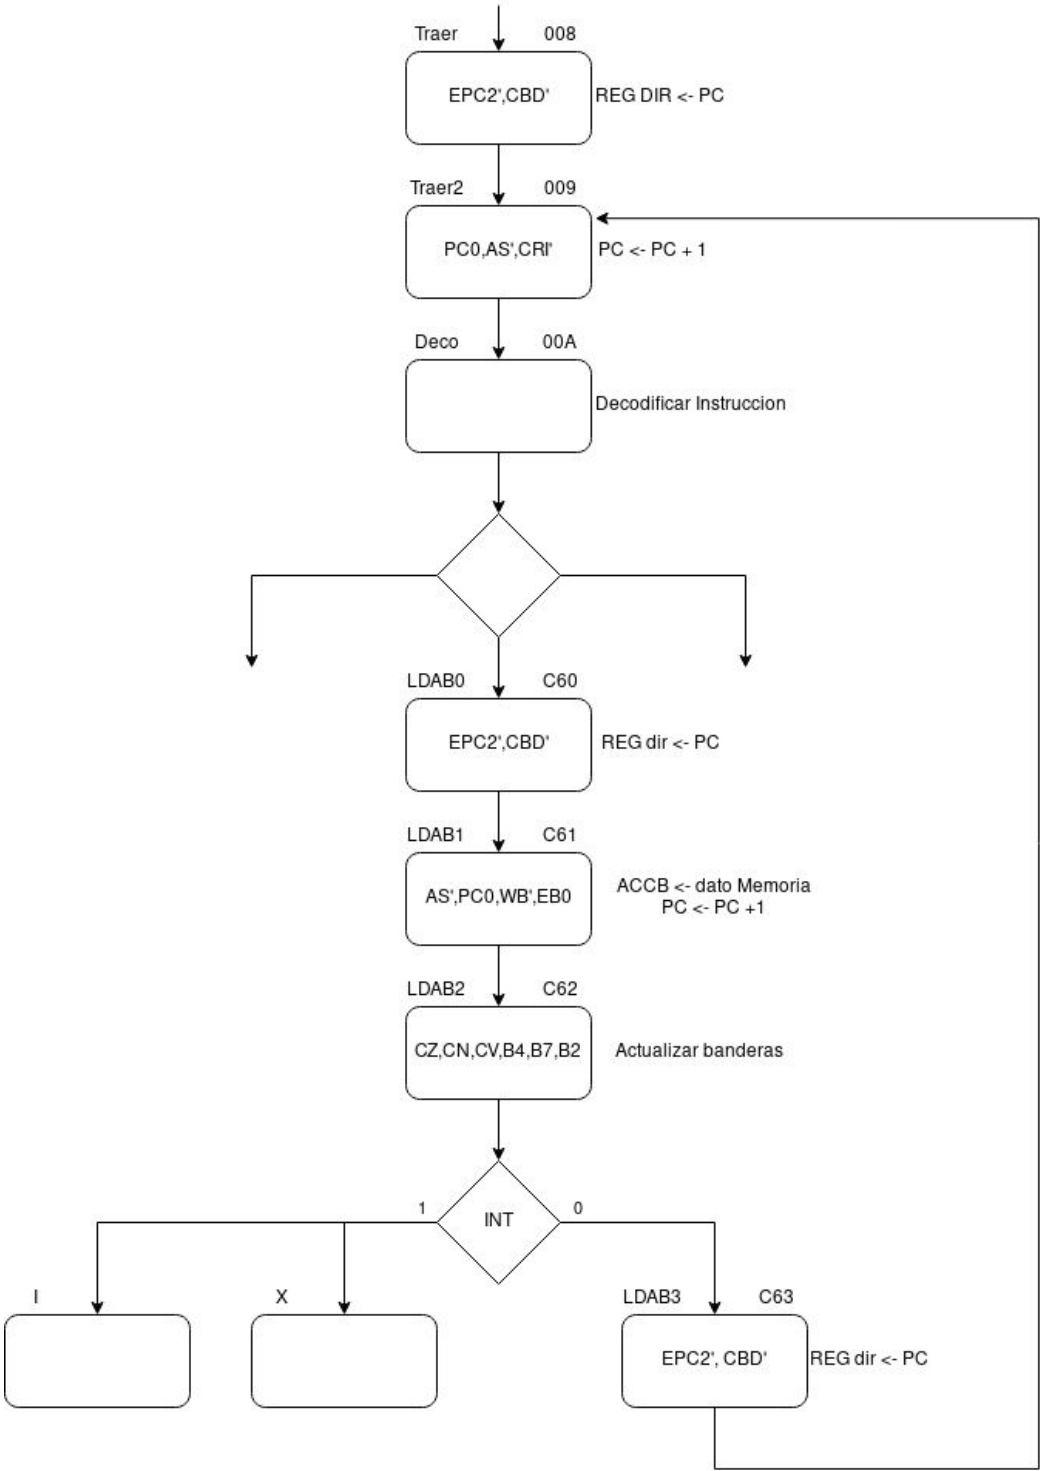 Traer 008
EPC2',CBD' REG DIR <- PC
Traer2 009
PC0,AS',CRI' PC <- PC + 1
Deco 00A
Decodificar Instruccion
LDAB0 C60
EPC2',CBD' REG dir <- PC
LDAB1 C61
AS',PC0,WB',EB0
ACCB <- dato Memoria
PC <- PC +1
LDAB2 C62
CZ,CN,CV,B4,B7,B2 Actualizar banderas
1 INT 0
I X LDAB3 C63
EPC2', CBD' REG dir <- PC